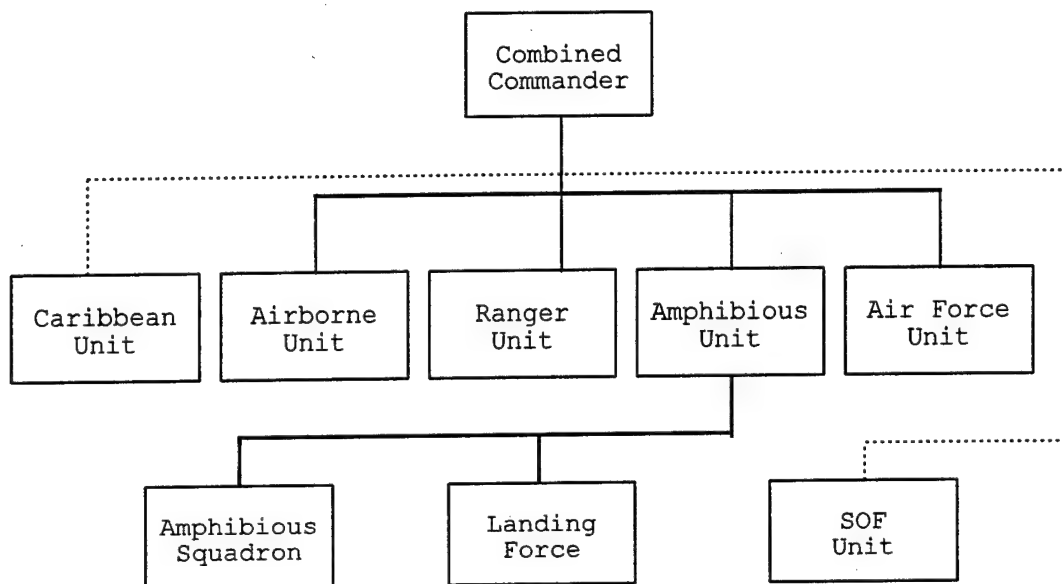 Combined
Commander
Caribbean
Unit
Airborne
Unit
Ranger
Unit
Amphibious
Unit
Air Force
Unit
Amphibious
Squadron
Landing
Force
SOF
Unit